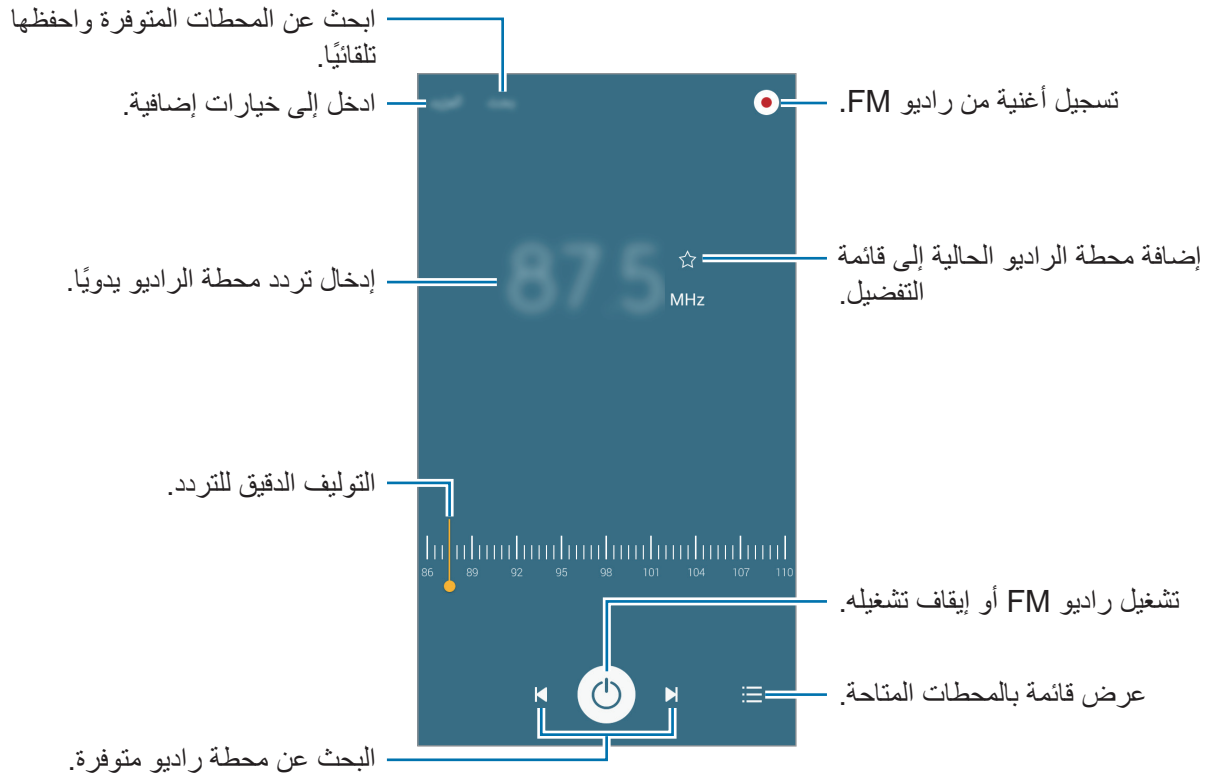 ابحث عن المحطات المتوفرة واحفظها
تلقائيًا.
ادخل إلى خيارات إضافية.
تسجيل أغنية من راديو FM.
إضافة محطة الراديو الحالية إلى قائمة
التفضيل.
إدخال تردد محطة الراديو يدويًا.
87.5
MHz
التوليف الدقيق للتردد.
86 89 92 95 98 101 104 107 110
تشغيل راديو FM أو إيقاف تشغيله.
عرض قائمة بالمحطات المتاحة.
البحث عن محطة راديو متوفرة.